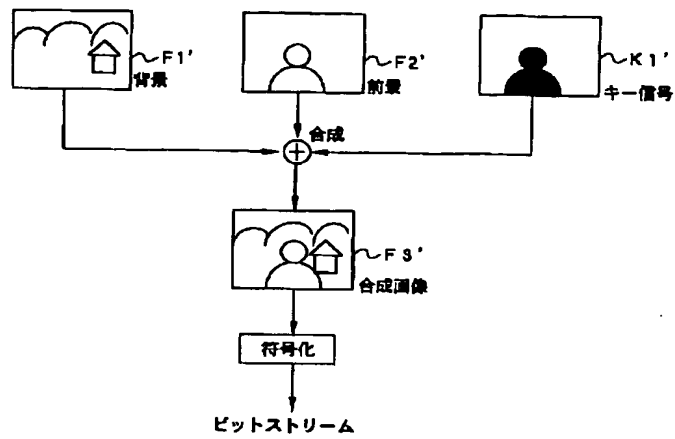 F1'
背景
F2'
前景
K1'
キー信号
合成
F3'
合成画像
符号化
ビットストリーム